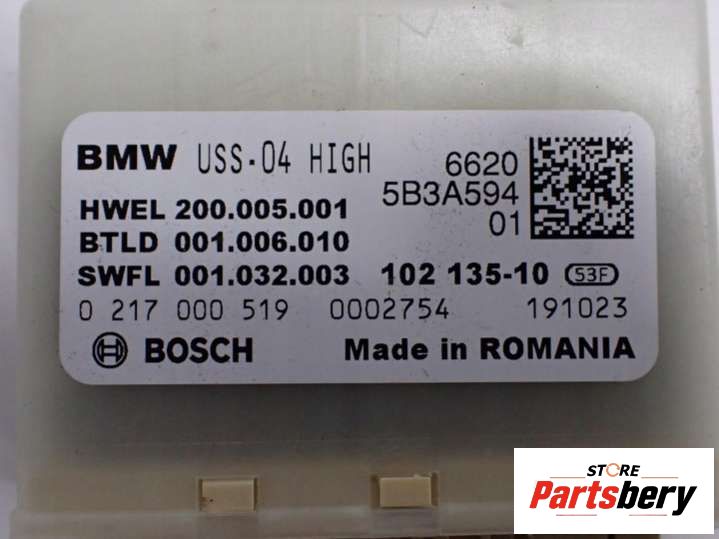 BMW USS-04 HIGH 6620
5B3A594
HWEL 200.005.001 01
BTLD 001.006.010
SWFL 001.032.003 102 135-10 53F
0 217 000 519 0002754 191023
BOSCH Made in ROMANIA
STORE
Partsbery